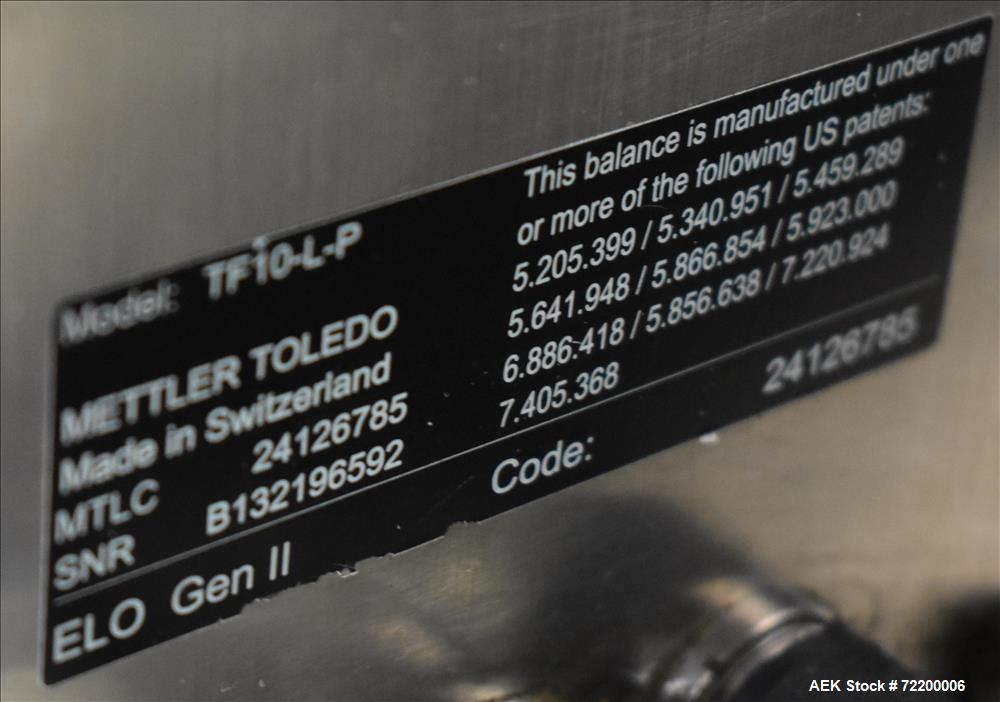 Model: TF10-L-P
METTLER TOLEDO
Made in Switzerland
MTLC 24126785
SNR B132196592
ELO Gen II
This balance is manufactured under one
or more of the following US patents:
5.205.399 / 5.340.951 / 5.459.289
5.641.948 / 5.866.854 / 5.923.000
6.886.418 / 5.856.638 / 7.220.924
7.405.368
Code: 24126785
AEK Stock # 72200006